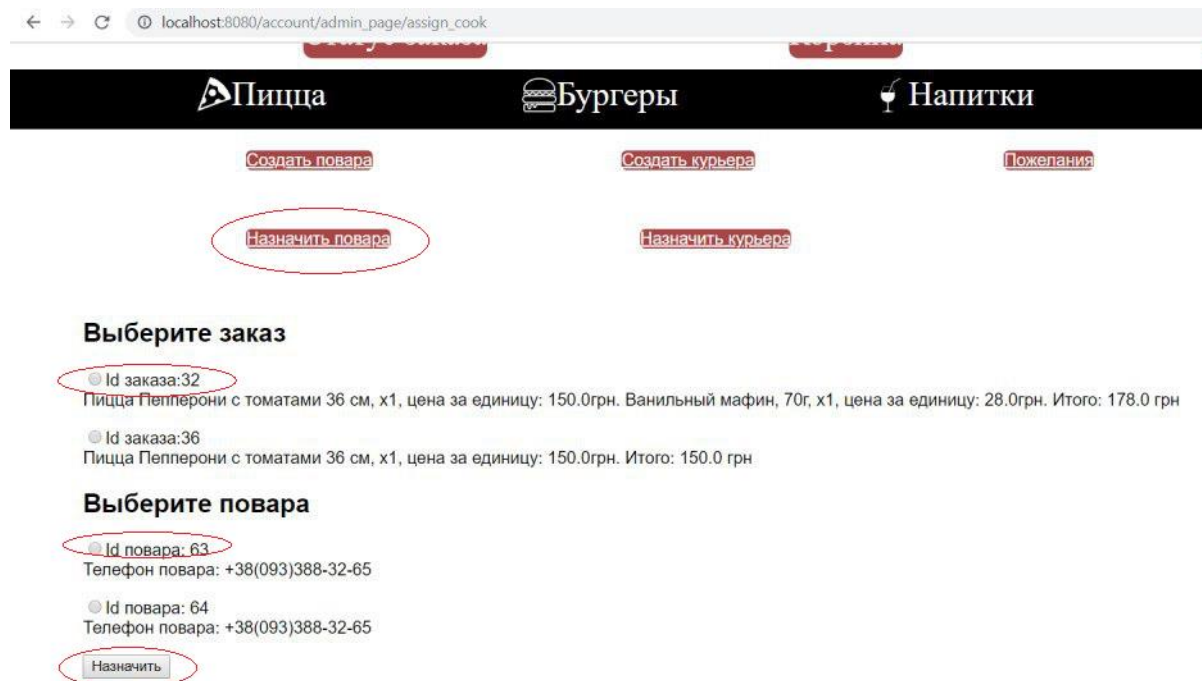 localhost:8080/account/admin_page/assign_cook
Статус заказа Корзина
Пицца Бургеры Напитки
Создать повара Создать курьера Пожелания
Назначить повара Назначить курьера
Выберите заказ
Id заказа:32
Пицца Пепперони с томатами 36 см, x1, цена за единицу: 150.0грн. Ванильный мафин, 70г, x1, цена за единицу: 28.0грн. Итого: 178.0 грн
Id заказа:36
Пицца Пепперони с томатами 36 см, x1, цена за единицу: 150.0грн. Итого: 150.0 грн
Выберите повара
Id повара: 63
Телефон повара: +38(093)388-32-65
Id повара: 64
Телефон повара: +38(093)388-32-65
Назначить